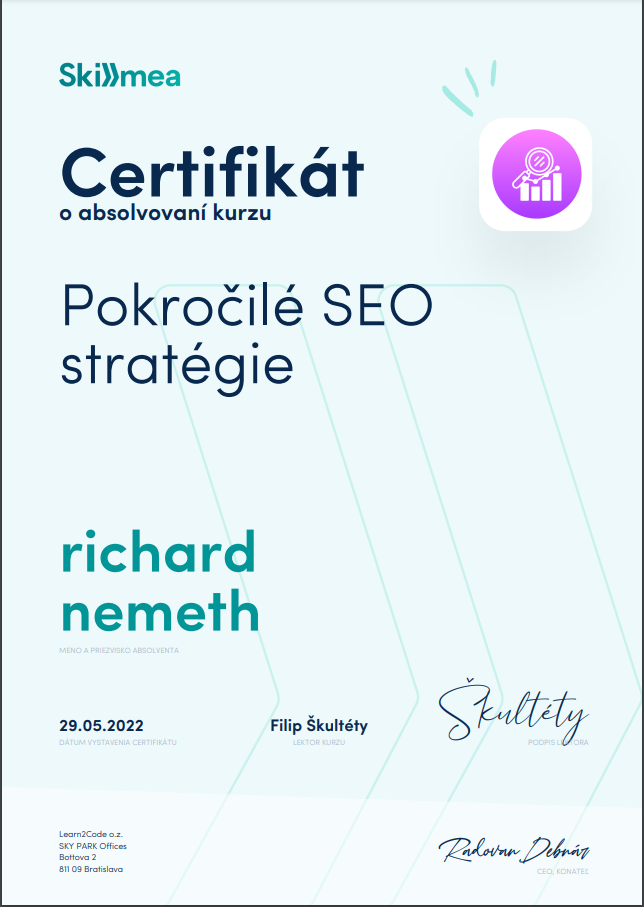 Skillmea
Certifikát
o absolvovaní kurzu
Pokročilé SEO
stratégie
richard
nemeth
MENO A PRIEZVISKO ABSOLVENTA
29.05.2022
DÁTUM VYSTAVENIA CERTIFIKÁTU
Filip Škultéty
LEKTOR KURZU
Škultéty
PODPIS LEKTORA
Learn2Code o.z.
SKY PARK Offices
Bottova 2
811 09 Bratislava
Radovan Debnár
CEO, KONATEĽ